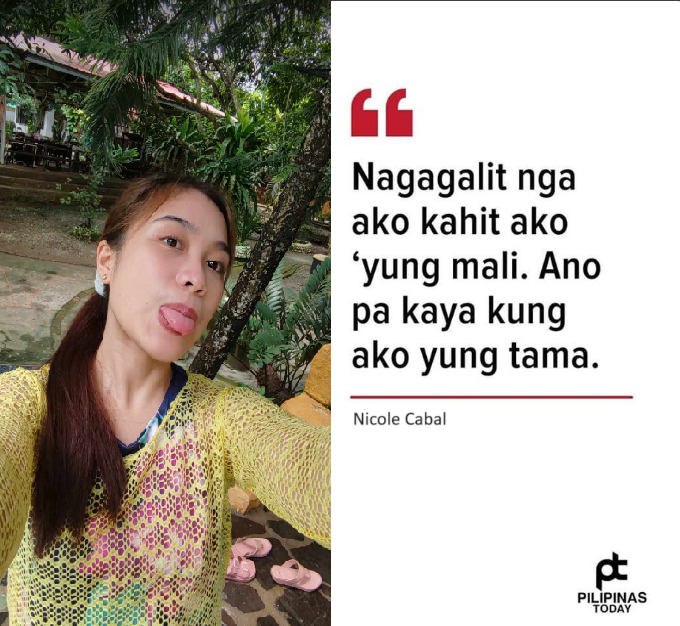 “
Nagagalit nga
ako kahit ako
‘yung mali. Ano
pa kaya kung
ako yung tama.
Nicole Cabal
pt
PILIPINAS
TODAY